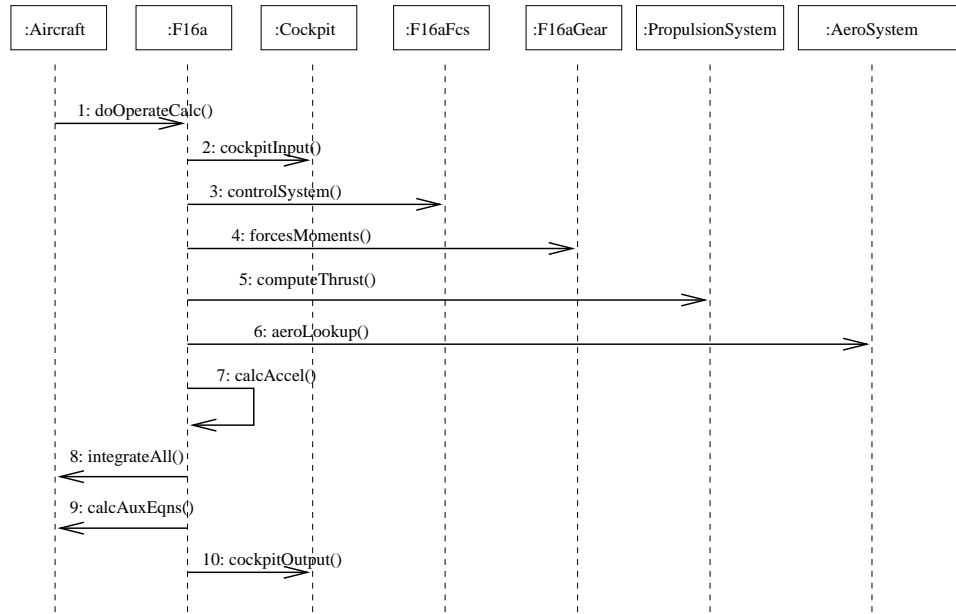 :Aircraft
:F16a
:Cockpit
:F16aFcs
:F16aGear
:PropulsionSystem
:AeroSystem
1: doOperateCalc()
2: cockpitInput()
3: controlSystem()
4: forcesMoments()
5: computeThrust()
6: aeroLookup()
7: calcAccel()
8: integrateAll()
9: calcAuxEqns()
10: cockpitOutput()